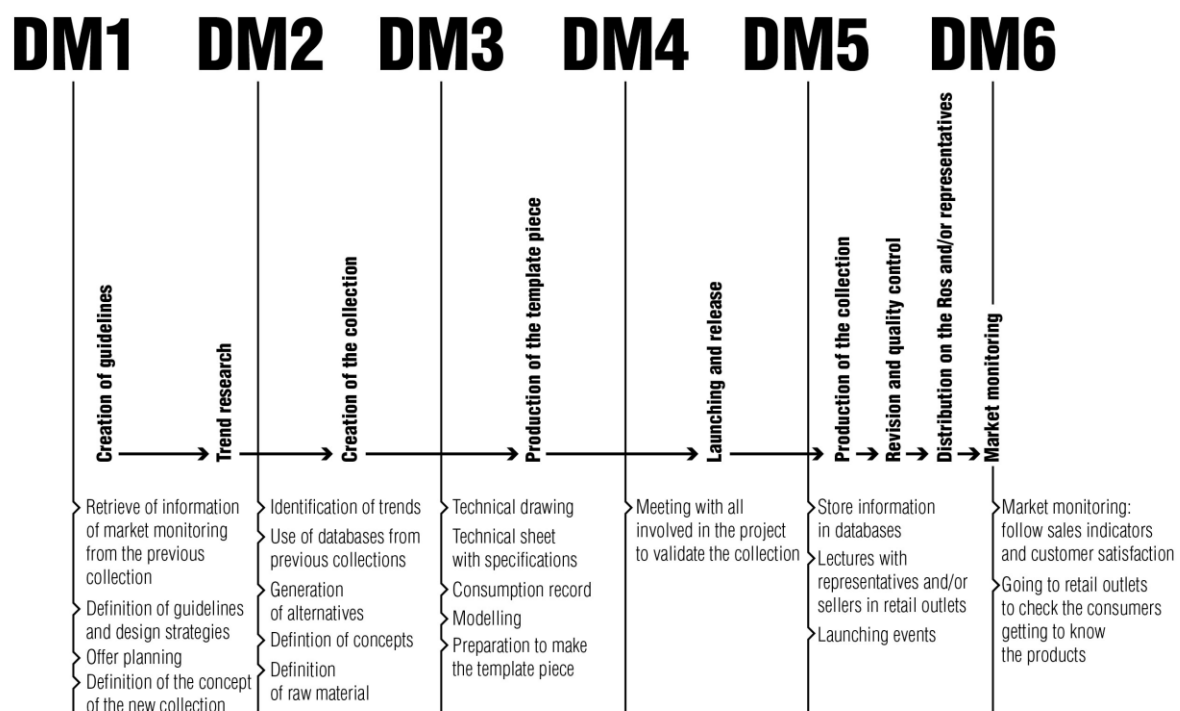 DM1 DM2 DM3 DM4 DM5 DM6
Creation of guidelines
Trend research
Creation of the collection
Production of the template piece
Launching and release
Production of the collection
Revision and quality control
Distribution on the Ros and/or representatives
Market monitoring
Retrieve of information
of market monitoring
from the previous
collection
Definition of guidelines
and design strategies
Offer planning
Definition of the concept
of the new collection
Identification of trends
Use of databases from
previous collections
Generation
of alternatives
Defintion of concepts
Definition
of raw material
Technical drawing
Technical sheet
with specifications
Consumption record
Modelling
Preparation to make
the template piece
Meeting with all
involved in the project
to validate the collection
Store information
in databases
Lectures with
representatives and/or
sellers in retail outlets
Launching events
Market monitoring:
follow sales indicators
and customer satisfaction
Going to retail outlets
to check the consumers
getting to know
the products